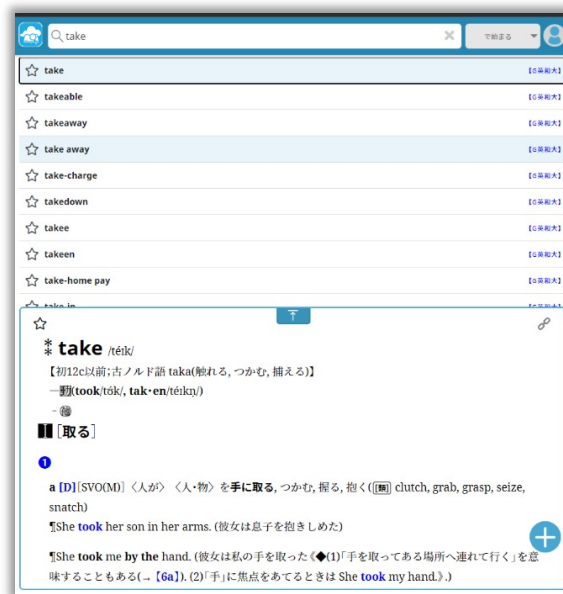 take
で始まる
take 【G英和大】
takeable 【G英和大】
takeaway 【G英和大】
take away 【G英和大】
take-charge 【G英和大】
takedown 【G英和大】
takee 【G英和大】
takeen 【G英和大】
take-home pay 【G英和大】
take-in 【G英和大】
⁑ take /téɪk/
【初12c以前;古ノルド語 taka(触れる, つかむ, 捕える)】
―動(took/tʊ́k/, tak・en/téɪkn̩/)
-他
[取る]
❶
a [D][SVO(M)]〈人が〉〈人・物〉を手に取る, つかむ, 握る, 抱く([類] clutch, grab, grasp, seize,
snatch)
¶She took her son in her arms. (彼女は息子を抱きしめた)
¶She took me by the hand. (彼女は私の手を取った《◆(1)「手を取ってある場所へ連れて行く」を意
味することもある(→【6a】). (2)「手」に焦点をあてるときは She took my hand.》.)